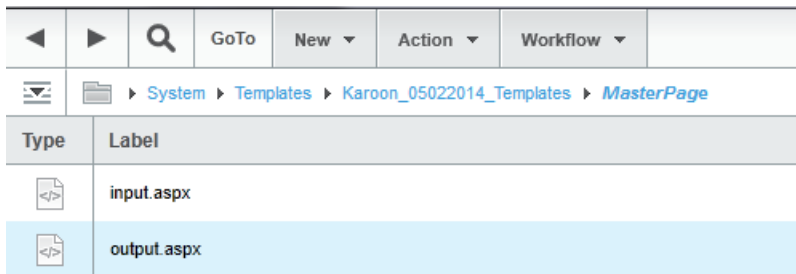 GoTo New Action Workflow
System Templates Karoon_05022014_Templates MasterPage
Type Label
</> input.aspx
</> output.aspx